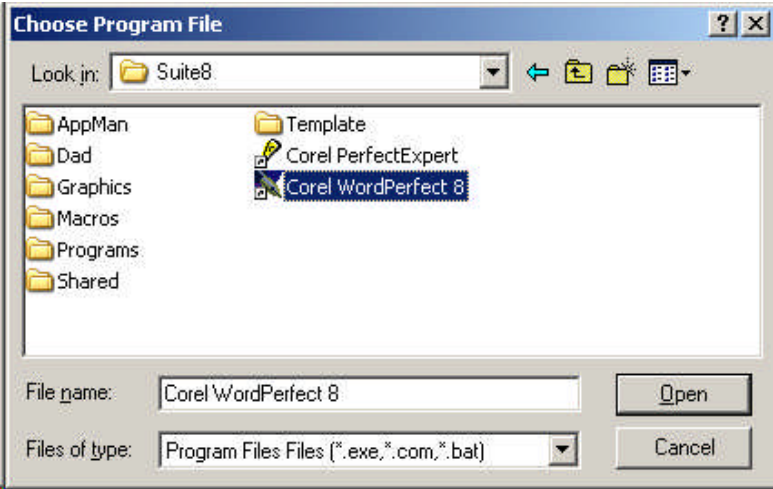 Choose Program File
Look in: Suite8
AppMan
Dad
Graphics
Macros
Programs
Shared
Template
Corel PerfectExpert
Corel WordPerfect 8
File name: Corel WordPerfect 8 Open
Files of type: Program Files Files (*.exe,*.com,*.bat) Cancel